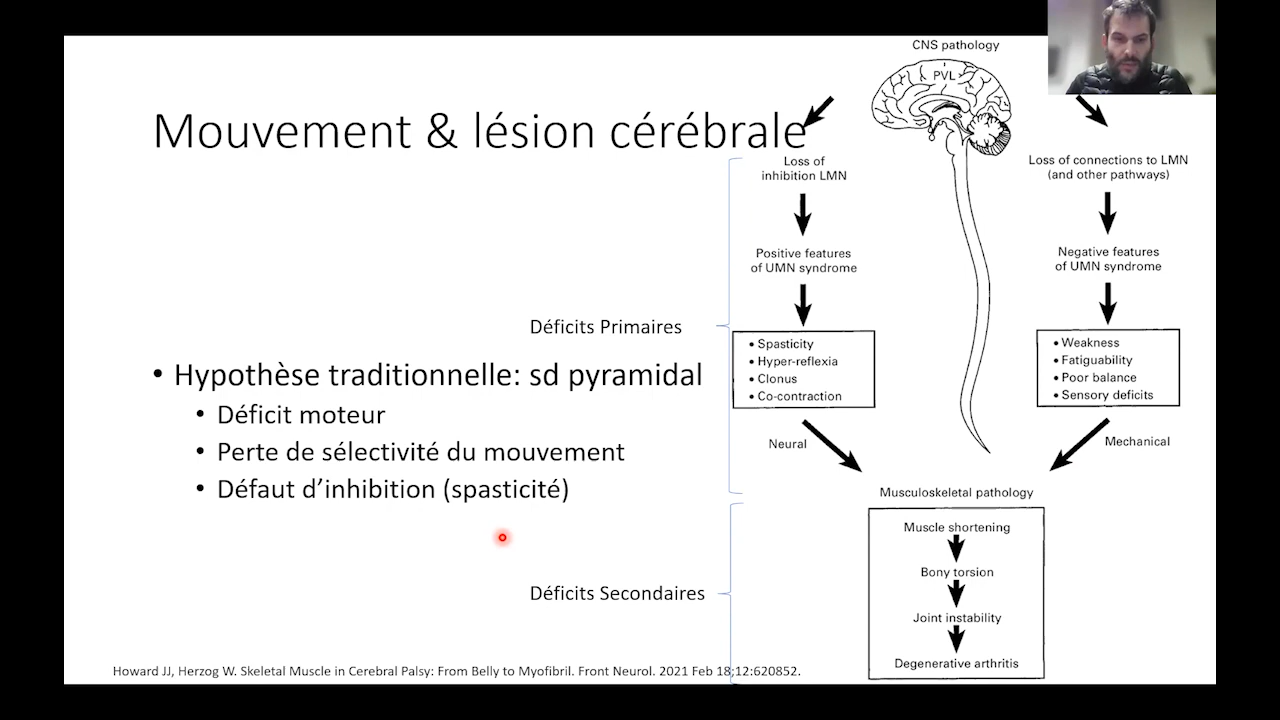 CNS pathology
PVL
Mouvement & lésion cérébrale
Loss of
inhibition LMN
Loss of connections to LMN
(and other pathways)
Positive features
of UMN syndrome
Negative features
of UMN syndrome
Déficits Primaires
• Spasticity
• Hyper-reflexia
• Clonus
• Co-contraction
• Weakness
• Fatiguability
• Poor balance
• Sensory deficits
• Hypothèse traditionnelle: sd pyramidal
• Déficit moteur
• Perte de sélectivité du mouvement
• Défaut d’inhibition (spasticité)
Neural
Mechanical
Musculoskeletal pathology
Muscle shortening
Bony torsion
Joint instability
Degenerative arthritis
Déficits Secondaires
Howard JJ, Herzog W. Skeletal Muscle in Cerebral Palsy: From Belly to Myofibril. Front Neurol. 2021 Feb 18;12:620852.